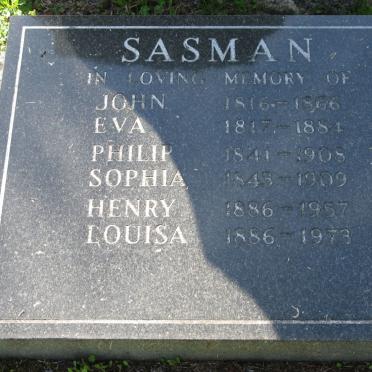 SASMAN
IN LOVING MEMORY OF
JOHN 1816-1866
EVA 1817-1884
PHILIP 1841-1908
SOPHIA 1843-1909
HENRY 1886-1957
LOUISA 1886-1973